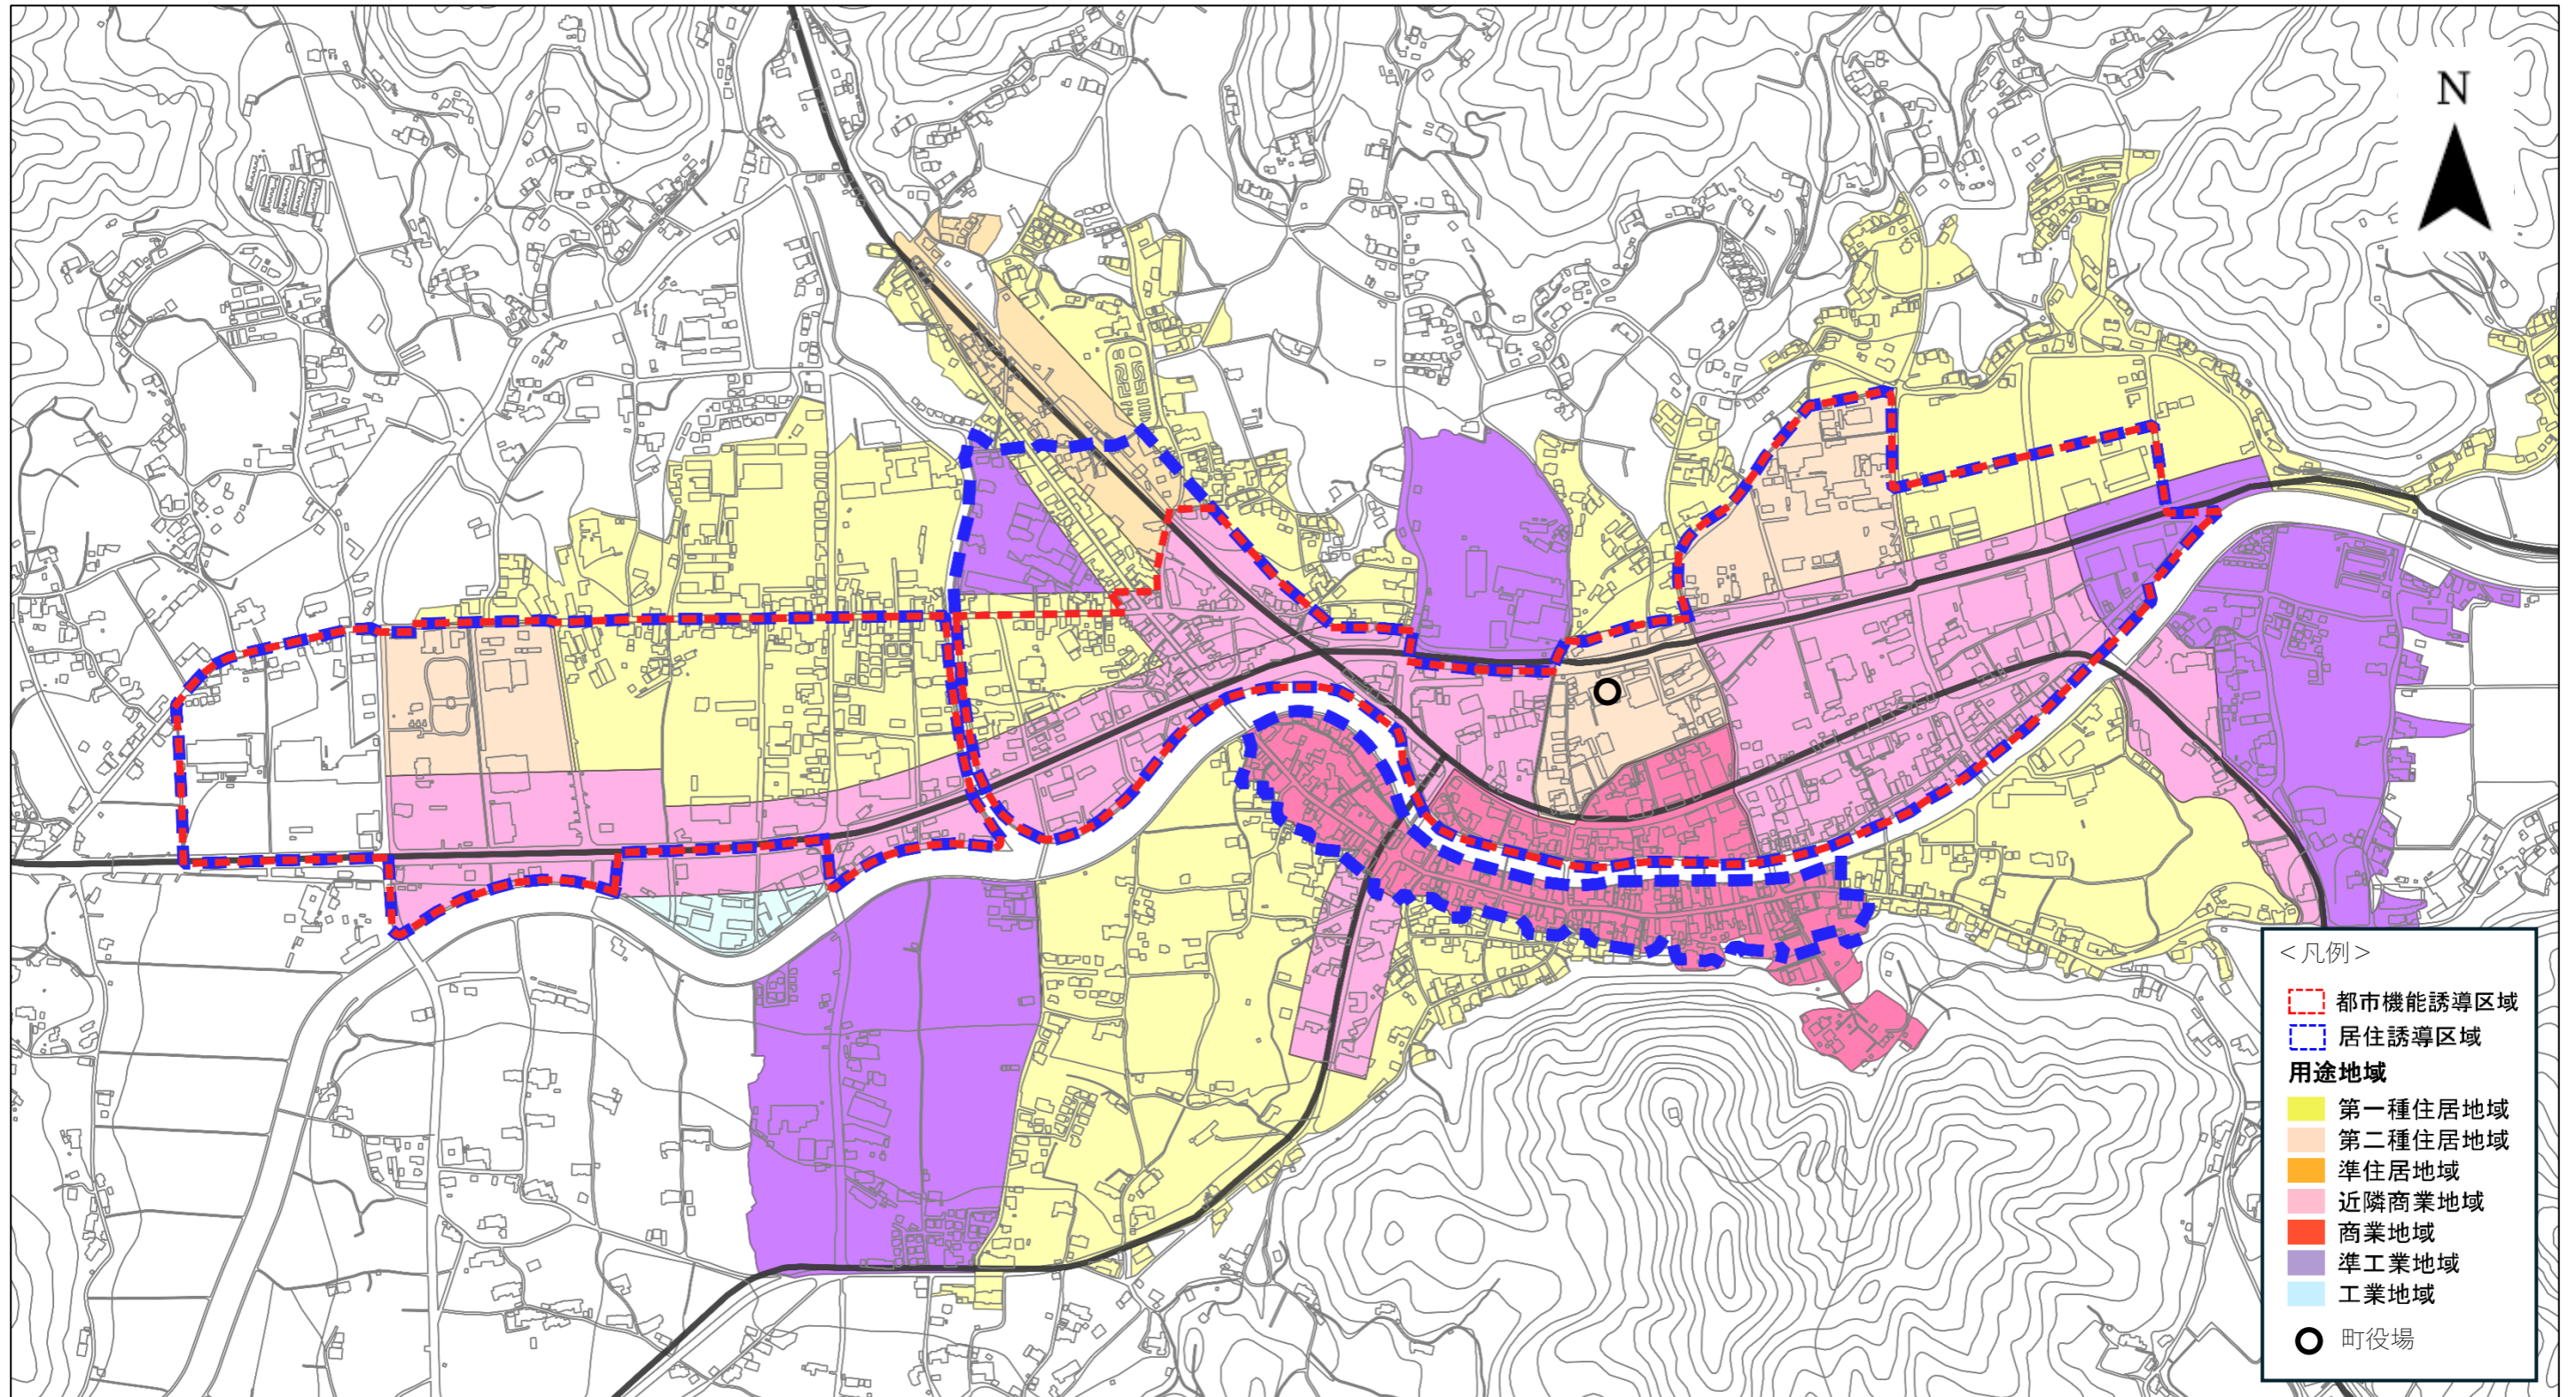 N
<凡例>
都市機能誘導区域
居住誘導区域
用途地域
第一種住居地域
第二種住居地域
準住居地域
近隣商業地域
商業地域
準工業地域
工業地域
町役場